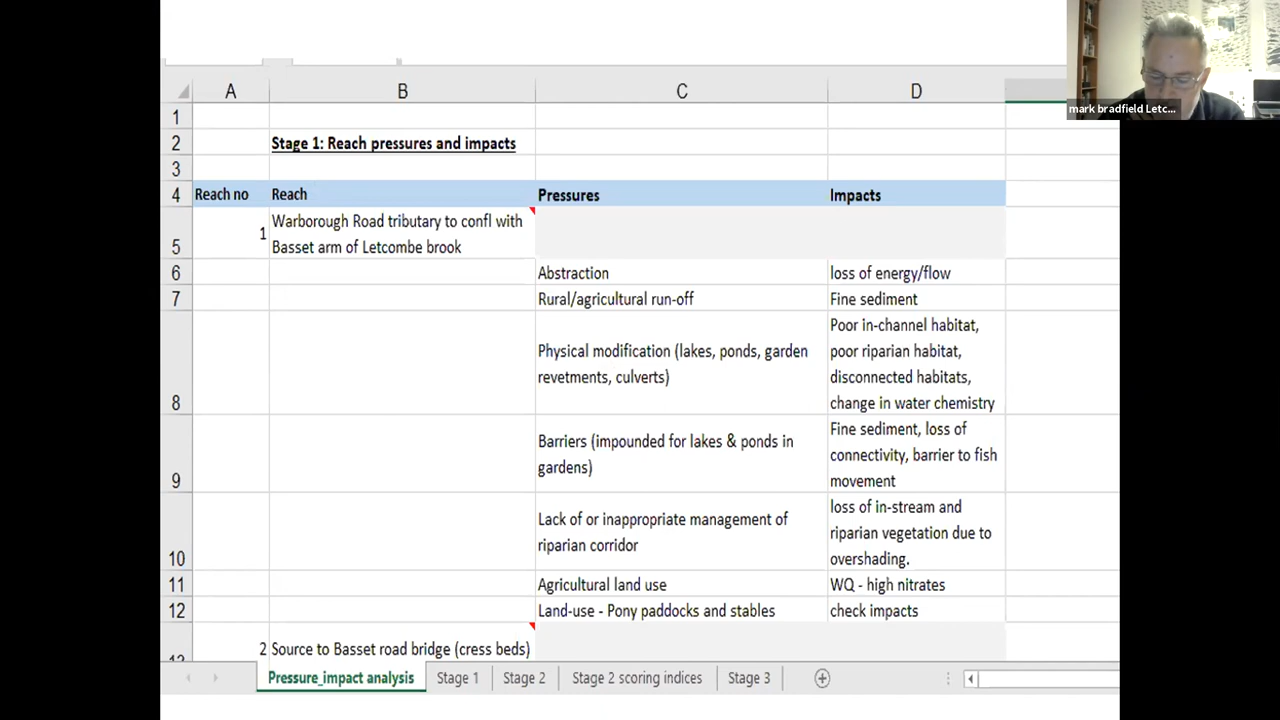 mark bradfield Letc...
A B C D
1
2 Stage 1: Reach pressures and impacts
3
4 Reach no Reach Pressures Impacts
Warborough Road tributary to confl with
1
5 Basset arm of Letcombe brook
6 Abstraction loss of energy/flow
7 Rural/agricultural run-off Fine sediment
Poor in-channel habitat,
Physical modification (lakes, ponds, garden poor riparian habitat,
revetments, culverts) disconnected habitats,
8 change in water chemistry
Fine sediment, loss of
Barriers (impounded for lakes & ponds in connectivity, barrier to fish
gardens)
9 movement
loss of in-stream and
Lack of or inappropriate management of riparian vegetation due to
riparian corridor
10 overshading.
11 Agricultural land use WQ - high nitrates
12 Land-use - Pony paddocks and stables check impacts
13 2 Source to Basset road bridge (cress beds)
Pressure_impact analysis Stage 1 Stage 2 Stage 2 scoring indices Stage 3